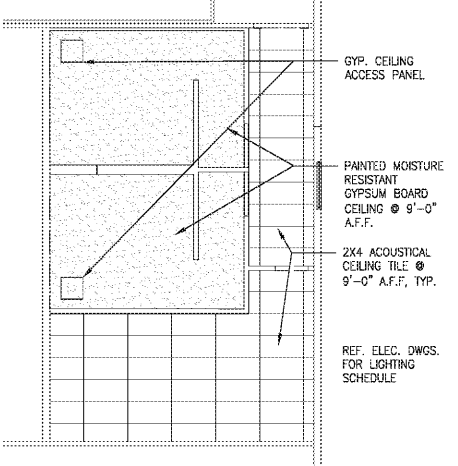 GYP. CEILING
ACCESS PANEL
PAINTED MOISTURE
RESISTANT
GYPSUM BOARD
CEILING @ 9'-0"
A.F.F.
2X4 ACOUSTICAL
CEILING TILE @
9'-0" A.F.F, TYP.
REF. ELEC. DWGS.
FOR LIGHTING
SCHEDULE